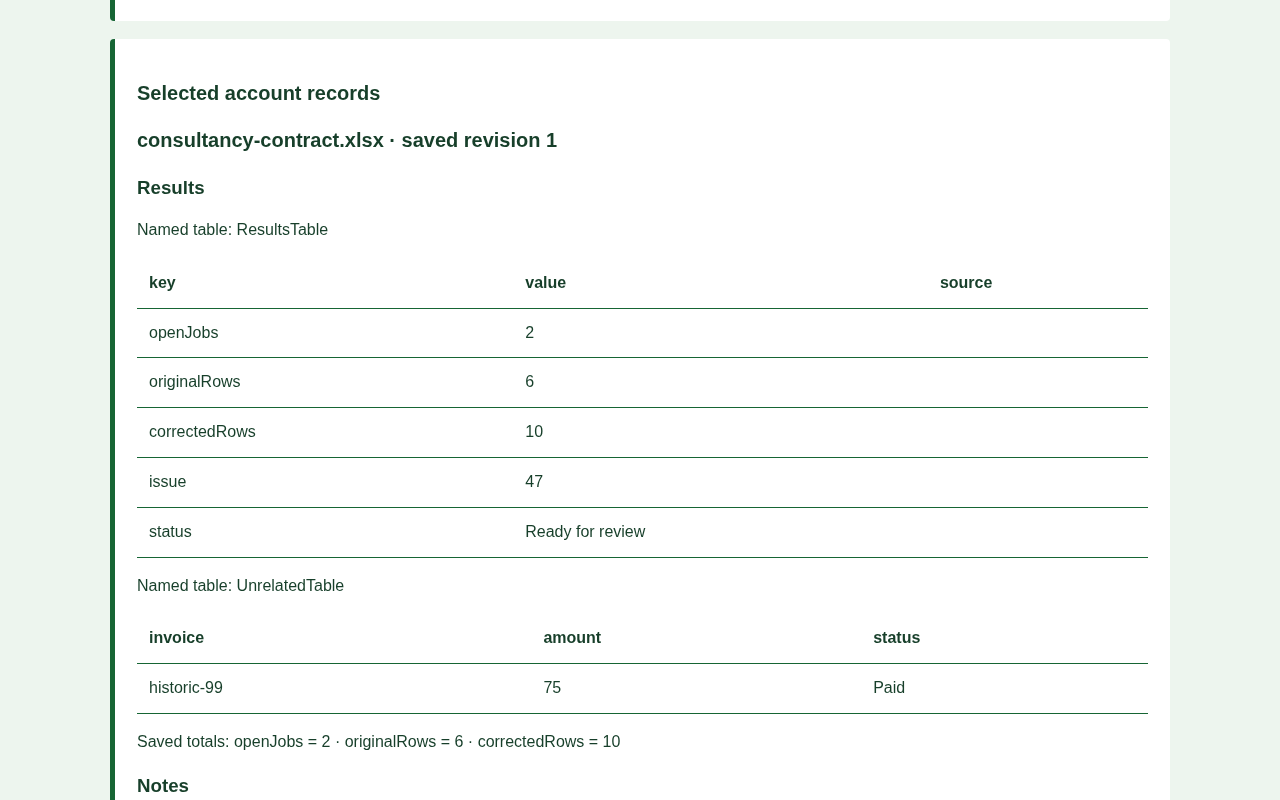 Selected account records
consultancy-contract.xlsx · saved revision 1
Results
Named table: ResultsTable
key value source
openJobs 2
originalRows 6
correctedRows 10
issue 47
status Ready for review
Named table: UnrelatedTable
invoice amount status
historic-99 75 Paid
Saved totals: openJobs = 2 · originalRows = 6 · correctedRows = 10
Notes